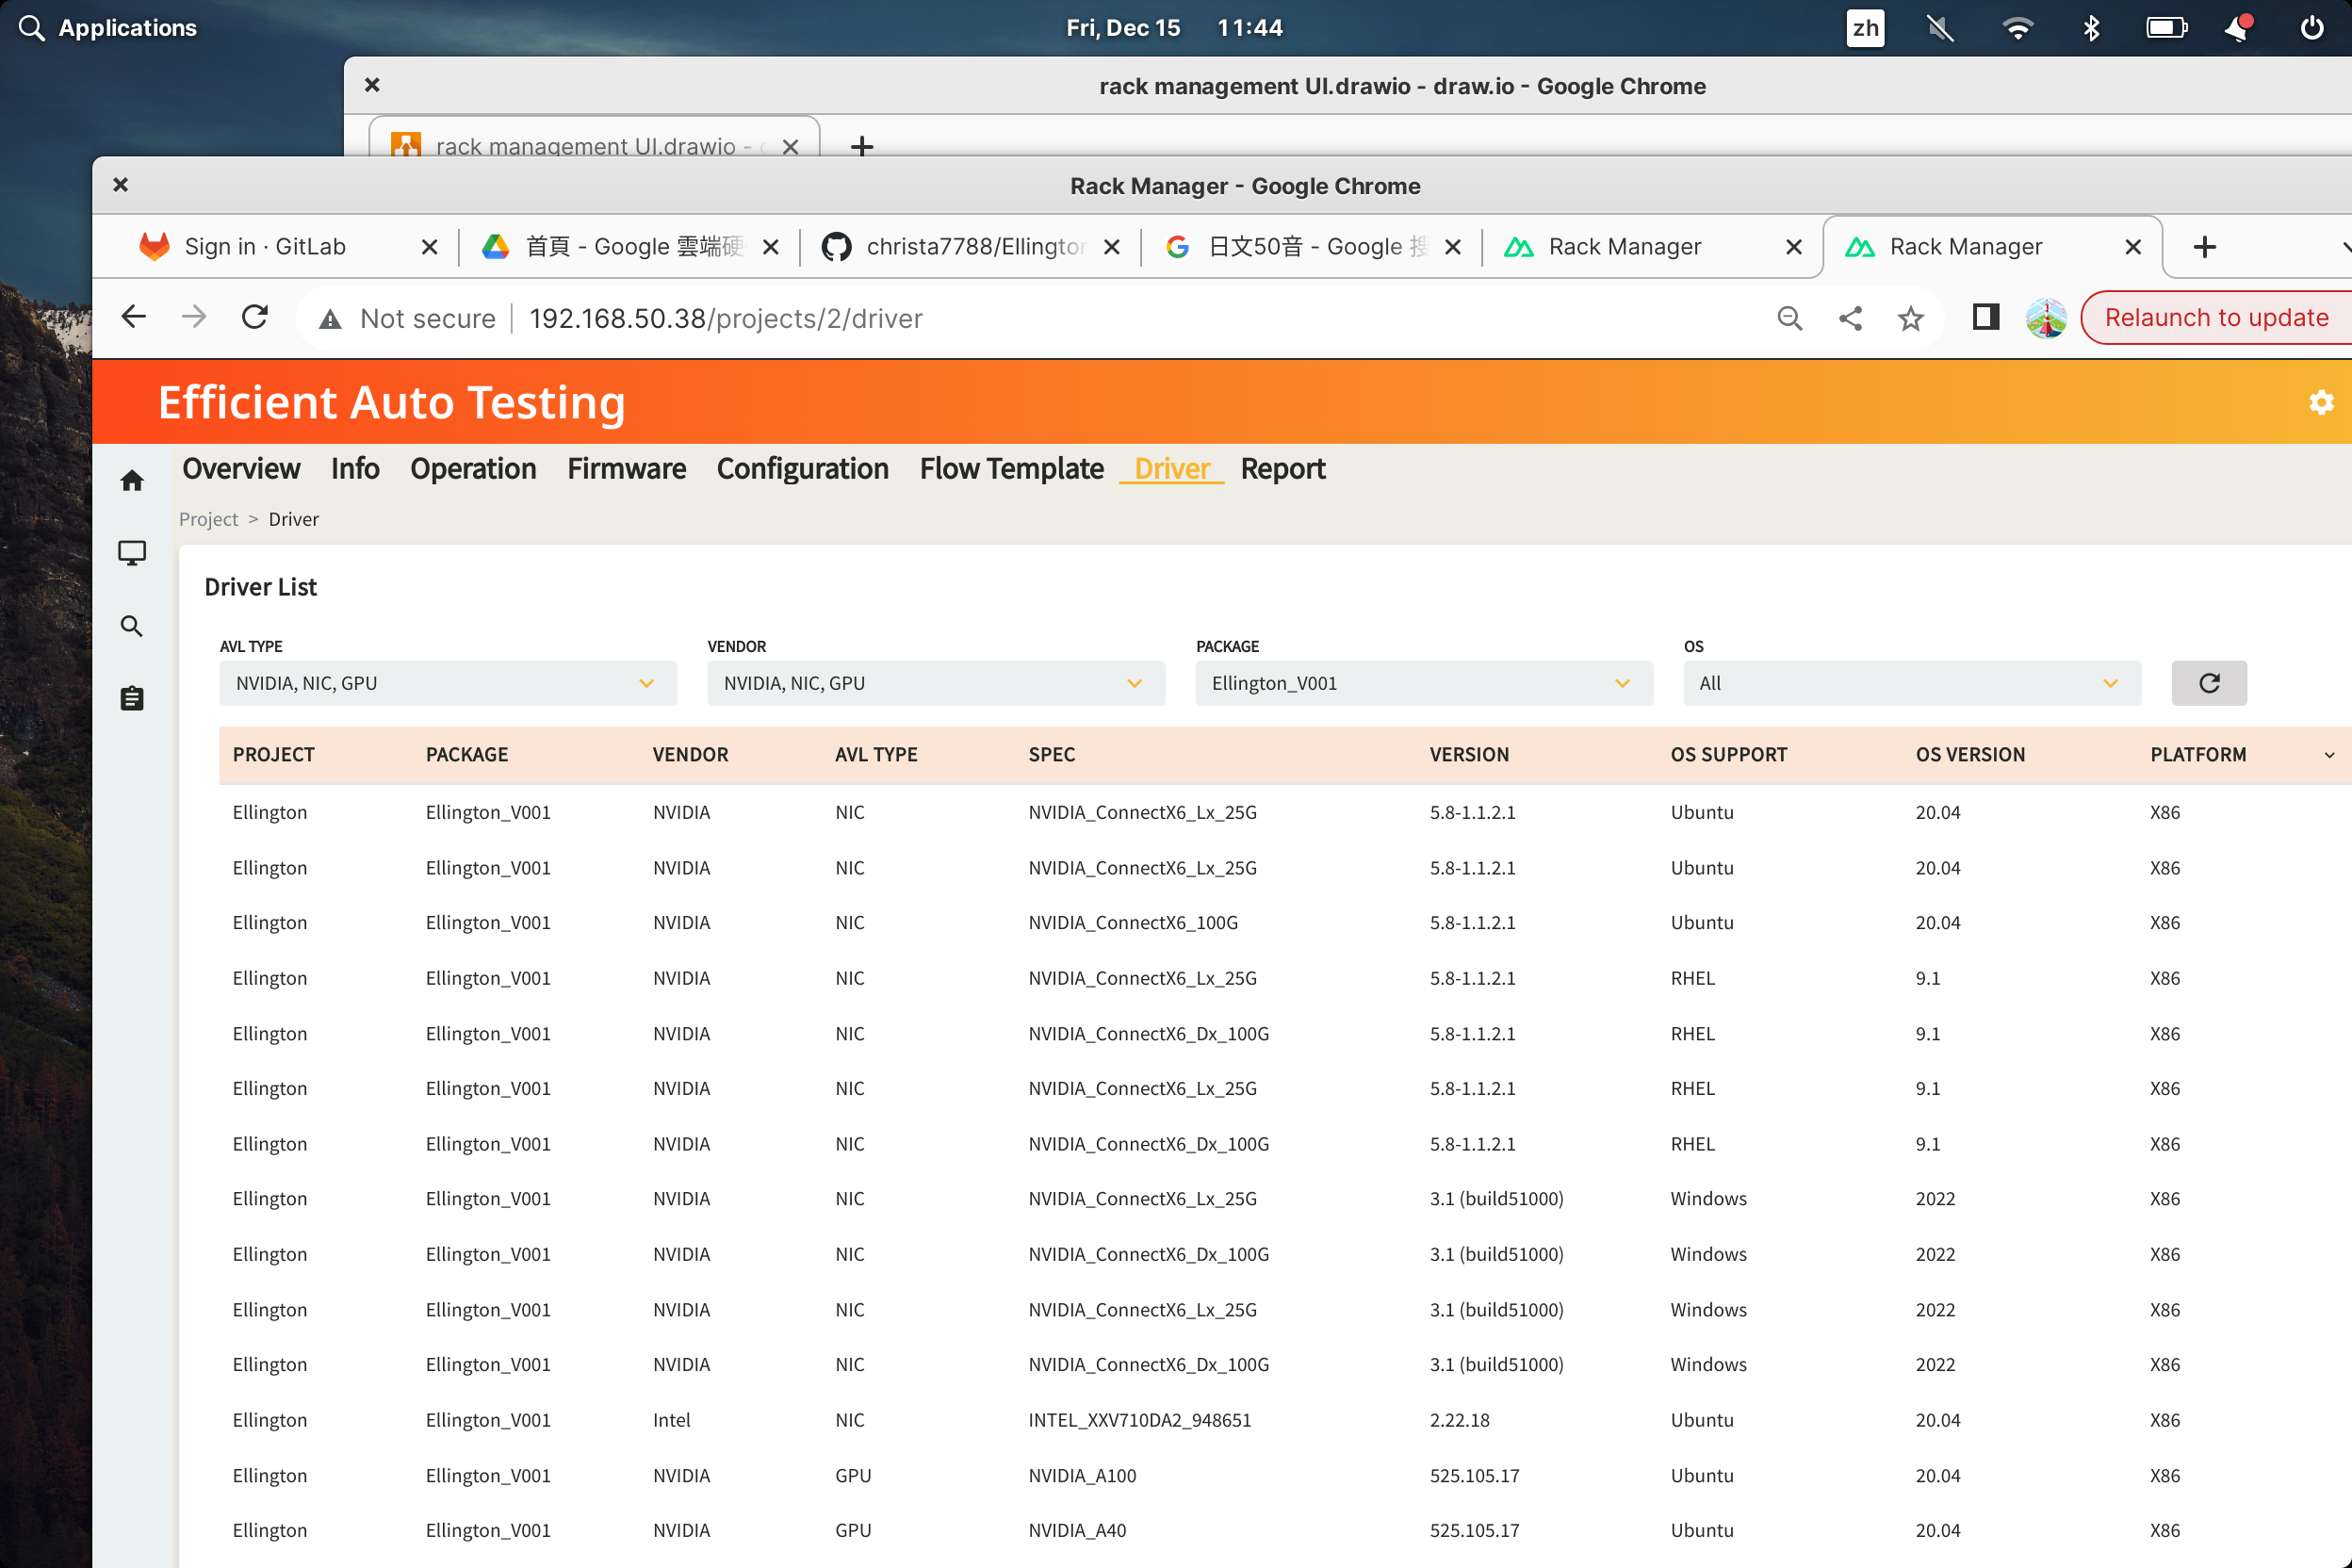 Applications
Fri, Dec 15 11:44
zh
rack management UI.drawio - draw.io - Google Chrome
rack management UI.drawio -
Rack Manager - Google Chrome
Sign in · GitLab
首頁 - Google 雲端硬
christa7788/Ellington
日文50音 - Google 搜
Rack Manager
Rack Manager
Not secure
192.168.50.38/projects/2/driver
Relaunch to update
Efficient Auto Testing
Overview Info Operation Firmware Configuration Flow Template Driver Report
Project > Driver
Driver List
AVL TYPE VENDOR PACKAGE OS
NVIDIA, NIC, GPU NVIDIA, NIC, GPU Ellington_V001 All
PROJECT PACKAGE VENDOR AVL TYPE SPEC VERSION OS SUPPORT OS VERSION PLATFORM
Ellington Ellington_V001 NVIDIA NIC NVIDIA_ConnectX6_Lx_25G 5.8-1.1.2.1 Ubuntu 20.04 X86
Ellington Ellington_V001 NVIDIA NIC NVIDIA_ConnectX6_Lx_25G 5.8-1.1.2.1 Ubuntu 20.04 X86
Ellington Ellington_V001 NVIDIA NIC NVIDIA_ConnectX6_100G 5.8-1.1.2.1 Ubuntu 20.04 X86
Ellington Ellington_V001 NVIDIA NIC NVIDIA_ConnectX6_Lx_25G 5.8-1.1.2.1 RHEL 9.1 X86
Ellington Ellington_V001 NVIDIA NIC NVIDIA_ConnectX6_Dx_100G 5.8-1.1.2.1 RHEL 9.1 X86
Ellington Ellington_V001 NVIDIA NIC NVIDIA_ConnectX6_Lx_25G 5.8-1.1.2.1 RHEL 9.1 X86
Ellington Ellington_V001 NVIDIA NIC NVIDIA_ConnectX6_Dx_100G 5.8-1.1.2.1 RHEL 9.1 X86
Ellington Ellington_V001 NVIDIA NIC NVIDIA_ConnectX6_Lx_25G 3.1 (build51000) Windows 2022 X86
Ellington Ellington_V001 NVIDIA NIC NVIDIA_ConnectX6_Dx_100G 3.1 (build51000) Windows 2022 X86
Ellington Ellington_V001 NVIDIA NIC NVIDIA_ConnectX6_Lx_25G 3.1 (build51000) Windows 2022 X86
Ellington Ellington_V001 NVIDIA NIC NVIDIA_ConnectX6_Dx_100G 3.1 (build51000) Windows 2022 X86
Ellington Ellington_V001 Intel NIC INTEL_XXV710DA2_948651 2.22.18 Ubuntu 20.04 X86
Ellington Ellington_V001 NVIDIA GPU NVIDIA_A100 525.105.17 Ubuntu 20.04 X86
Ellington Ellington_V001 NVIDIA GPU NVIDIA_A40 525.105.17 Ubuntu 20.04 X86